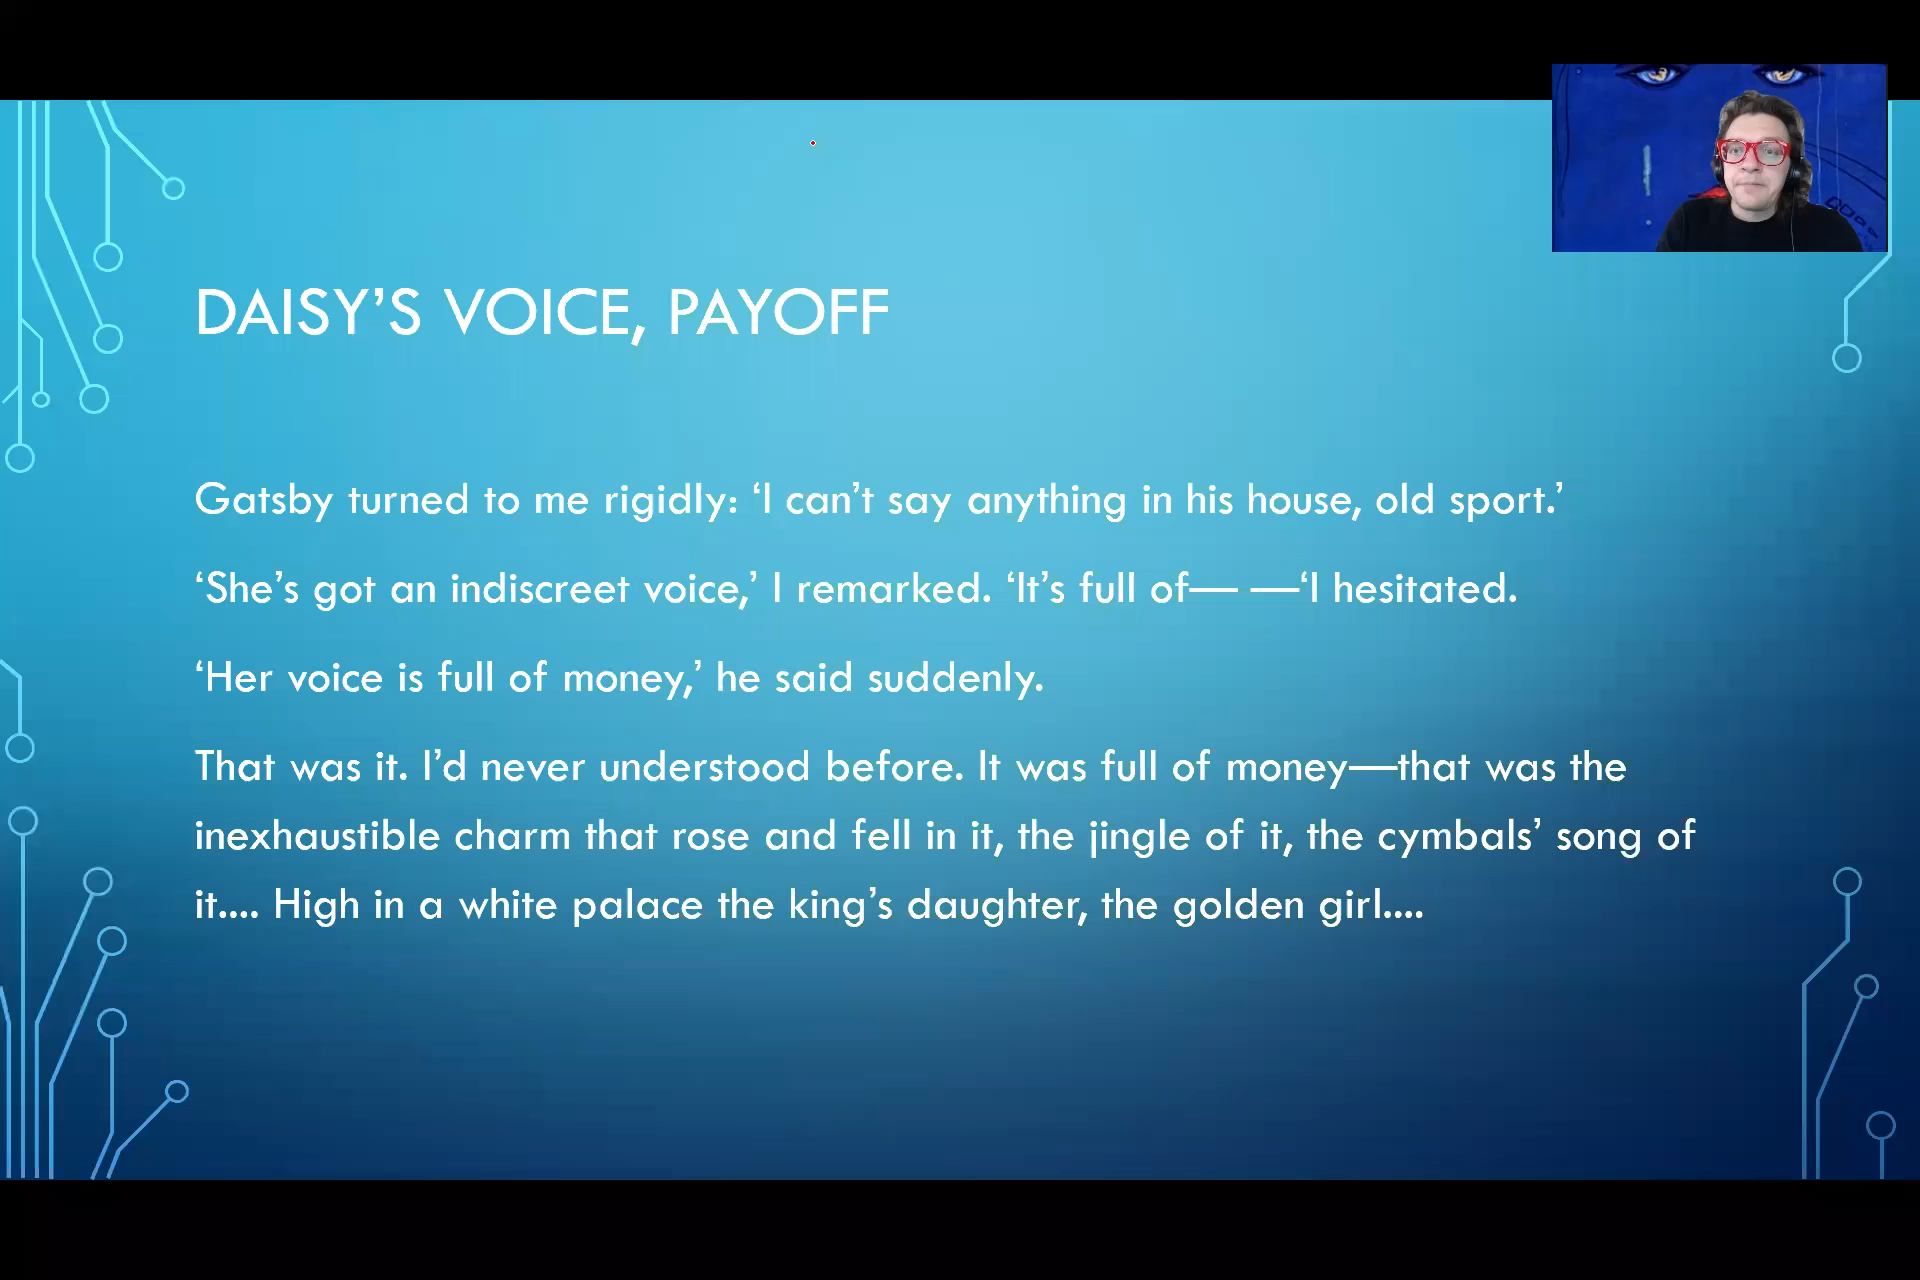 DAISY’S VOICE, PAYOFF
Gatsby turned to me rigidly: ‘I can’t say anything in his house, old sport.’
‘She’s got an indiscreet voice,’ I remarked. ‘It’s full of— —‘I hesitated.
‘Her voice is full of money,’ he said suddenly.
That was it. I’d never understood before. It was full of money—that was the
inexhaustible charm that rose and fell in it, the jingle of it, the cymbals’ song of
it.... High in a white palace the king’s daughter, the golden girl....